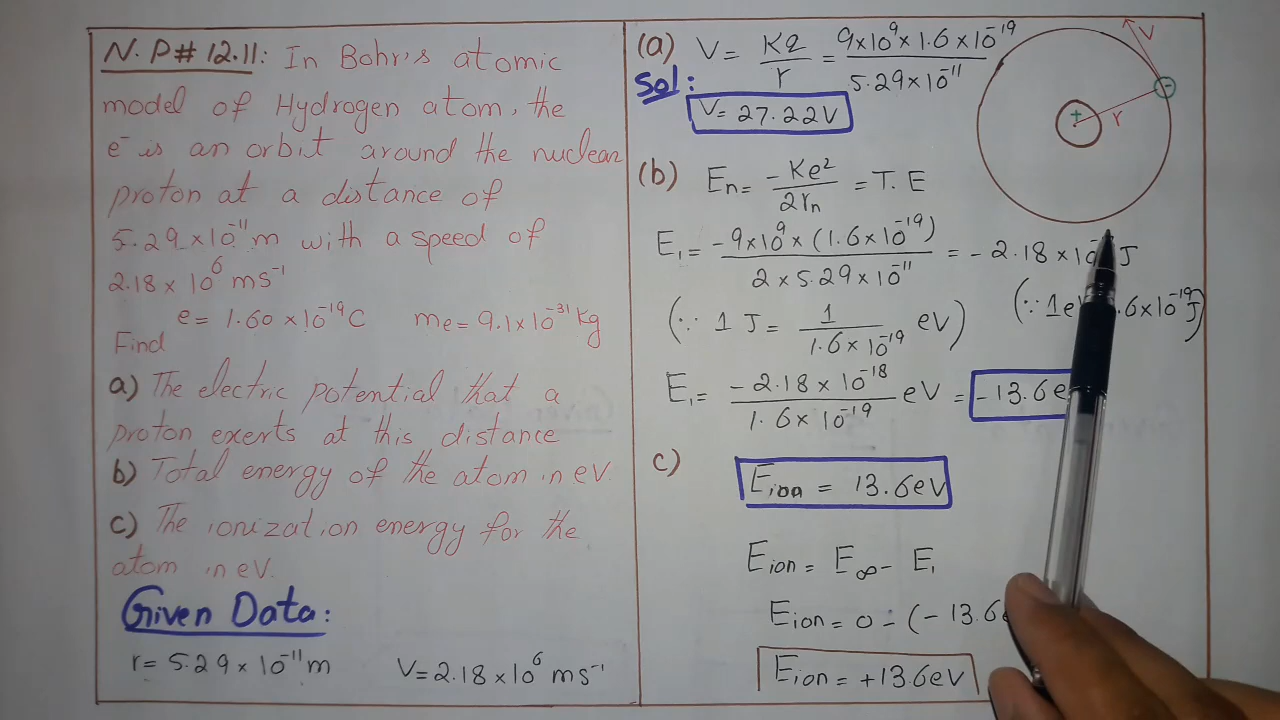 N.P# 12.11: In Bohr's atomic
model of Hydrogen atom, the
e⁻ is an orbit around the nuclear
proton at a distance of
5.29×10⁻¹¹m with a speed of
2.18×10⁶ ms⁻¹
e = 1.60×10⁻¹⁹C me = 9.1×10⁻³¹Kg
Find
a) The electric potential that a
proton exerts at this distance
b) Total energy of the atom in eV.
c) The ionization energy for the
atom in eV.
Given Data:
r = 5.29×10⁻¹¹m V = 2.18×10⁶ ms⁻¹
(a) V = Kq/r = 9×10⁹×1.6×10⁻¹⁹/5.29×10⁻¹¹
Sol:
V = 27.22V
V
+
r
-
(b) En = -Ke²/2rn = T.E
E₁ = -9×10⁹×(1.6×10⁻¹⁹)/2×5.29×10⁻¹¹ = -2.18×10⁻ J
(∵ 1 J = 1/1.6×10⁻¹⁹ eV) (∵ 1e .6×10⁻¹⁹J)
E₁ = -2.18×10⁻¹⁸/1.6×10⁻¹⁹ eV = -13.6e
c) Eion = 13.6eV
Eion = E∞ - E₁
Eion = 0 - (-13.6e
Eion = +13.6eV